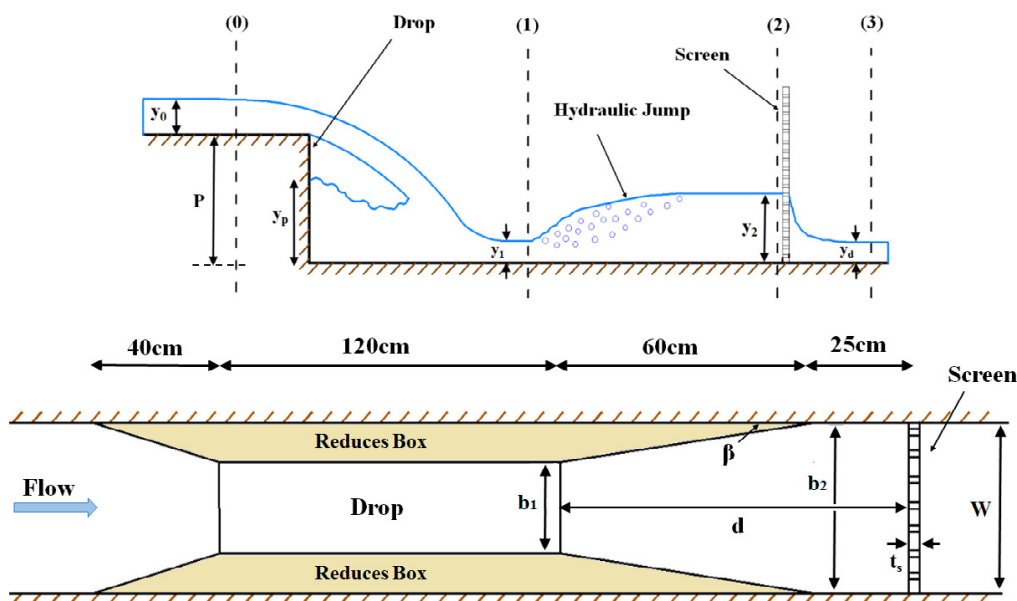 (0)
Drop
(1)
(2)
(3)
Screen
Hydraulic Jump
y0
P
yp
y1
y2
yd
40cm
120cm
60cm
25cm
Screen
Reduces Box
β
Flow
Drop
b1
b2
d
W
ts
Reduces Box